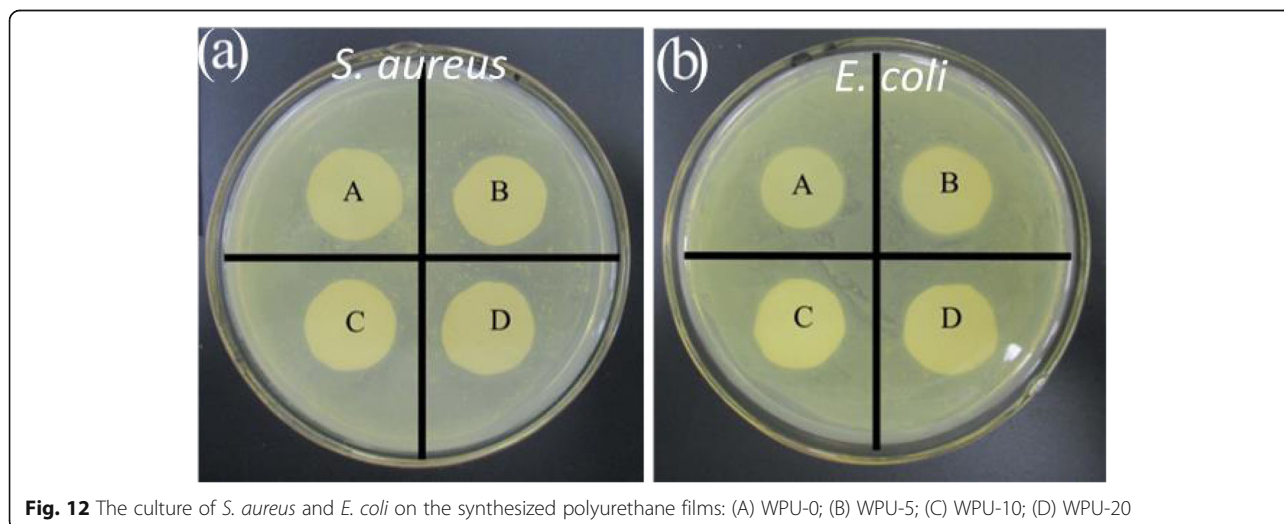 (a)
S. aureus
A
B
C
D
(b)
E. coli
A
B
C
D
Fig. 12 The culture of S. aureus and E. coli on the synthesized polyurethane films: (A) WPU-0; (B) WPU-5; (C) WPU-10; (D) WPU-20